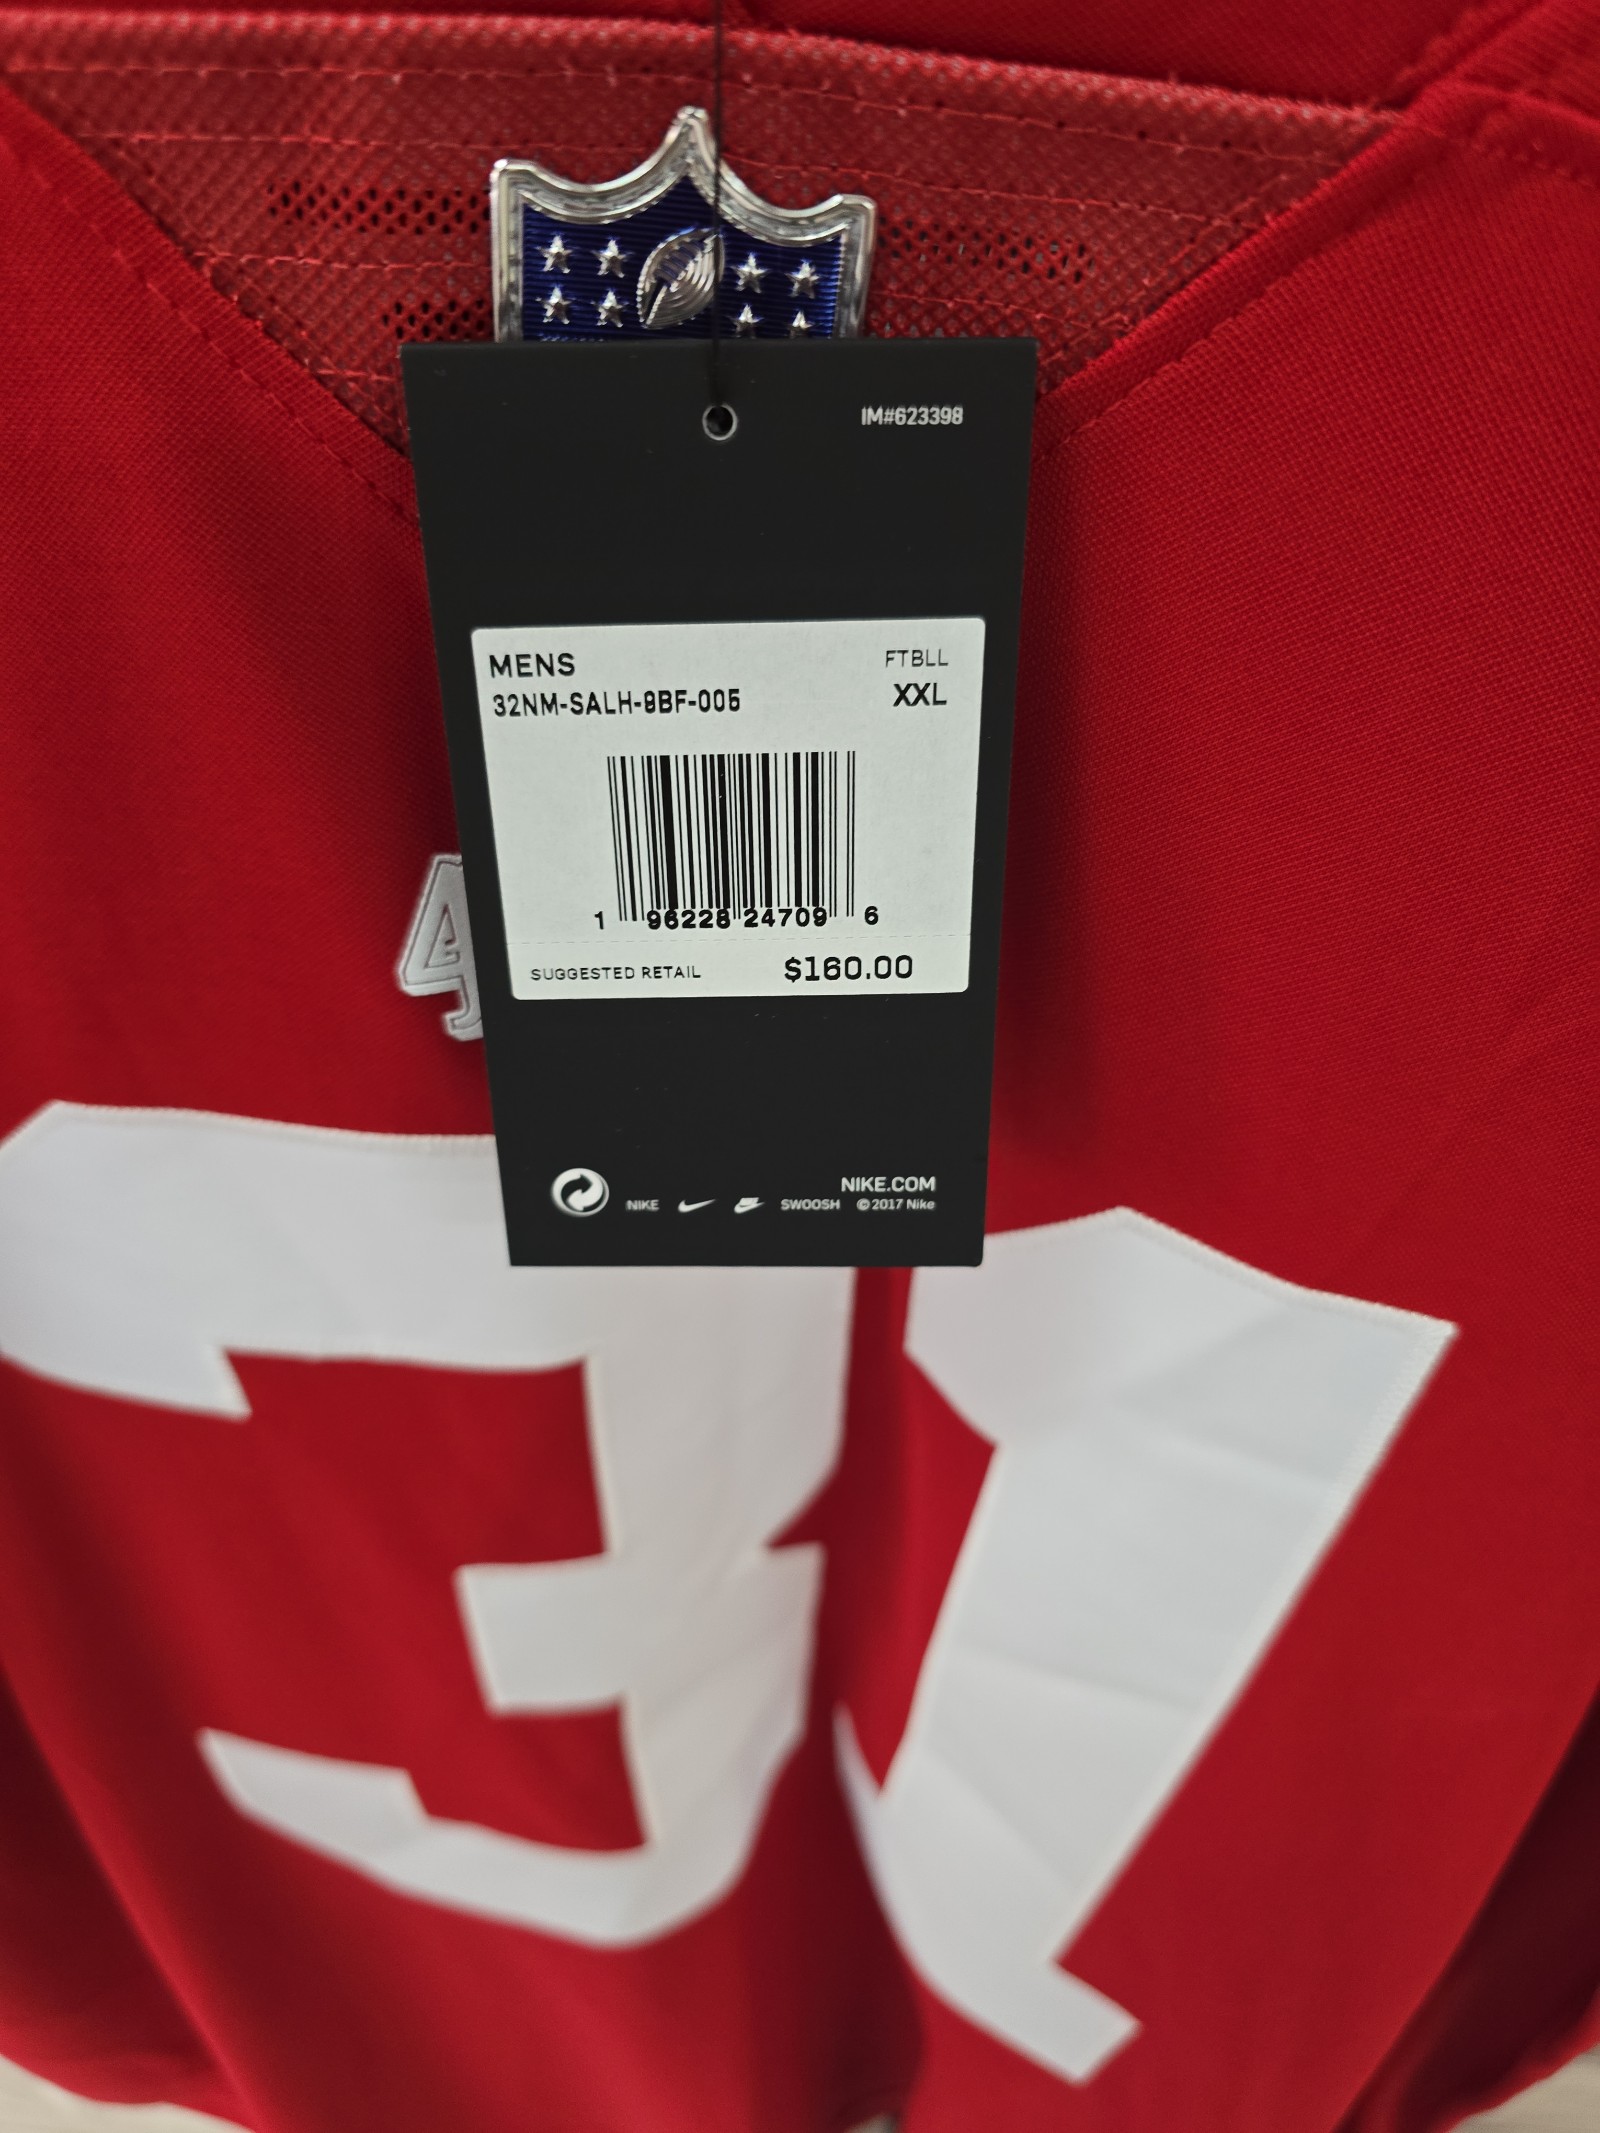 IM#623398
MENS FTBLL
32NM-SALH-9BF-005 XXL
1 96228 24709 6
SUGGESTED RETAIL $160.00
NIKE.COM
NIKE SWOOSH ©2017 Nike
31